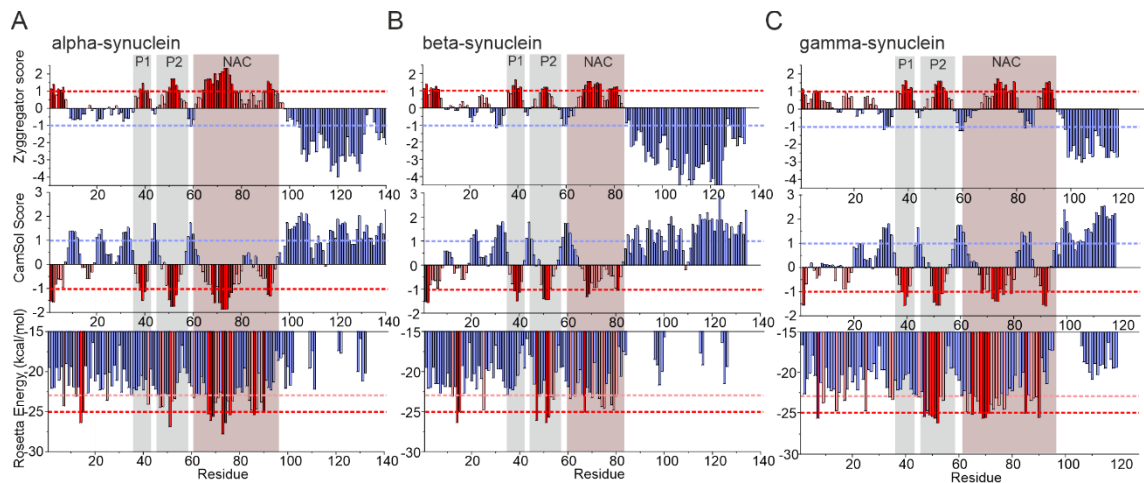 A
alpha-synuclein
P1 P2 NAC
Zyggregator score
2
1
0
-1
-2
-3
-4
20 40 60 80 100 120 140
CamSol Score
3
2
1
0
-1
-2
20 40 60 80 100 120 140
Rosetta Energy (kcal/mol)
-15
-20
-25
-30
20 40 60 80 100 120 140
Residue
B
beta-synuclein
P1 P2 NAC
2
1
0
-1
-2
-3
-4
20 40 60 80 100 120 140
3
2
1
0
-1
-2
20 40 60 80 100 120 140
-15
-20
-25
-30
20 40 60 80 100 120 140
Residue
C
gamma-synuclein
P1 P2 NAC
2
1
0
-1
-2
-3
-4
20 40 60 80 100 120
3
2
1
0
-1
-2
20 40 60 80 100 120
-15
-20
-25
-30
20 40 60 80 100 120
Residue